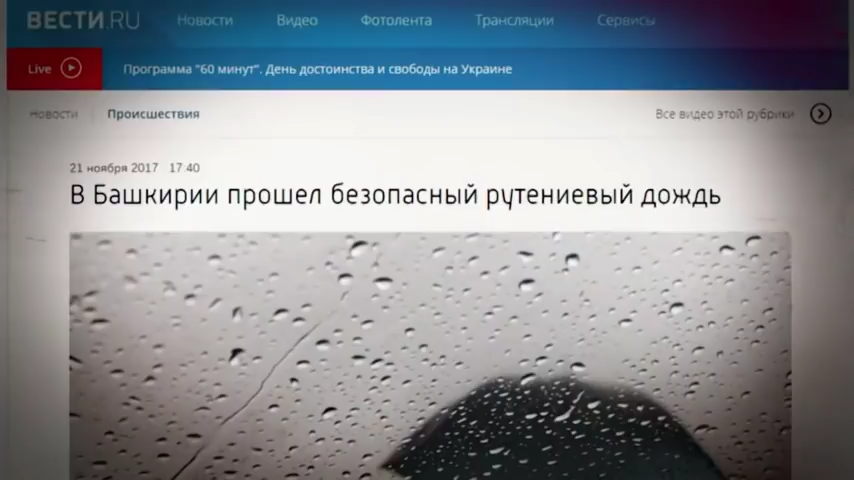 ВЕСТИ.RU Новости Видео Фотолента Трансляции Сервисы
Live Программа "60 минут". День достоинства и свободы на Украине
Новости Происшествия Все видео этой рубрики
21 ноября 2017 17:40
В Башкирии прошел безопасный рутениевый дождь